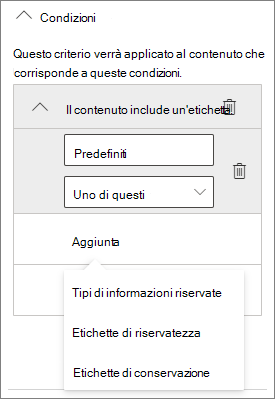 Condizioni
Questo criterio verrà applicato al contenuto che
corrisponde a queste condizioni.
Il contenuto include un'etichetta
Predefiniti
Uno di questi
Aggiunta
Tipi di informazioni riservate
Etichette di riservatezza
Etichette di conservazione